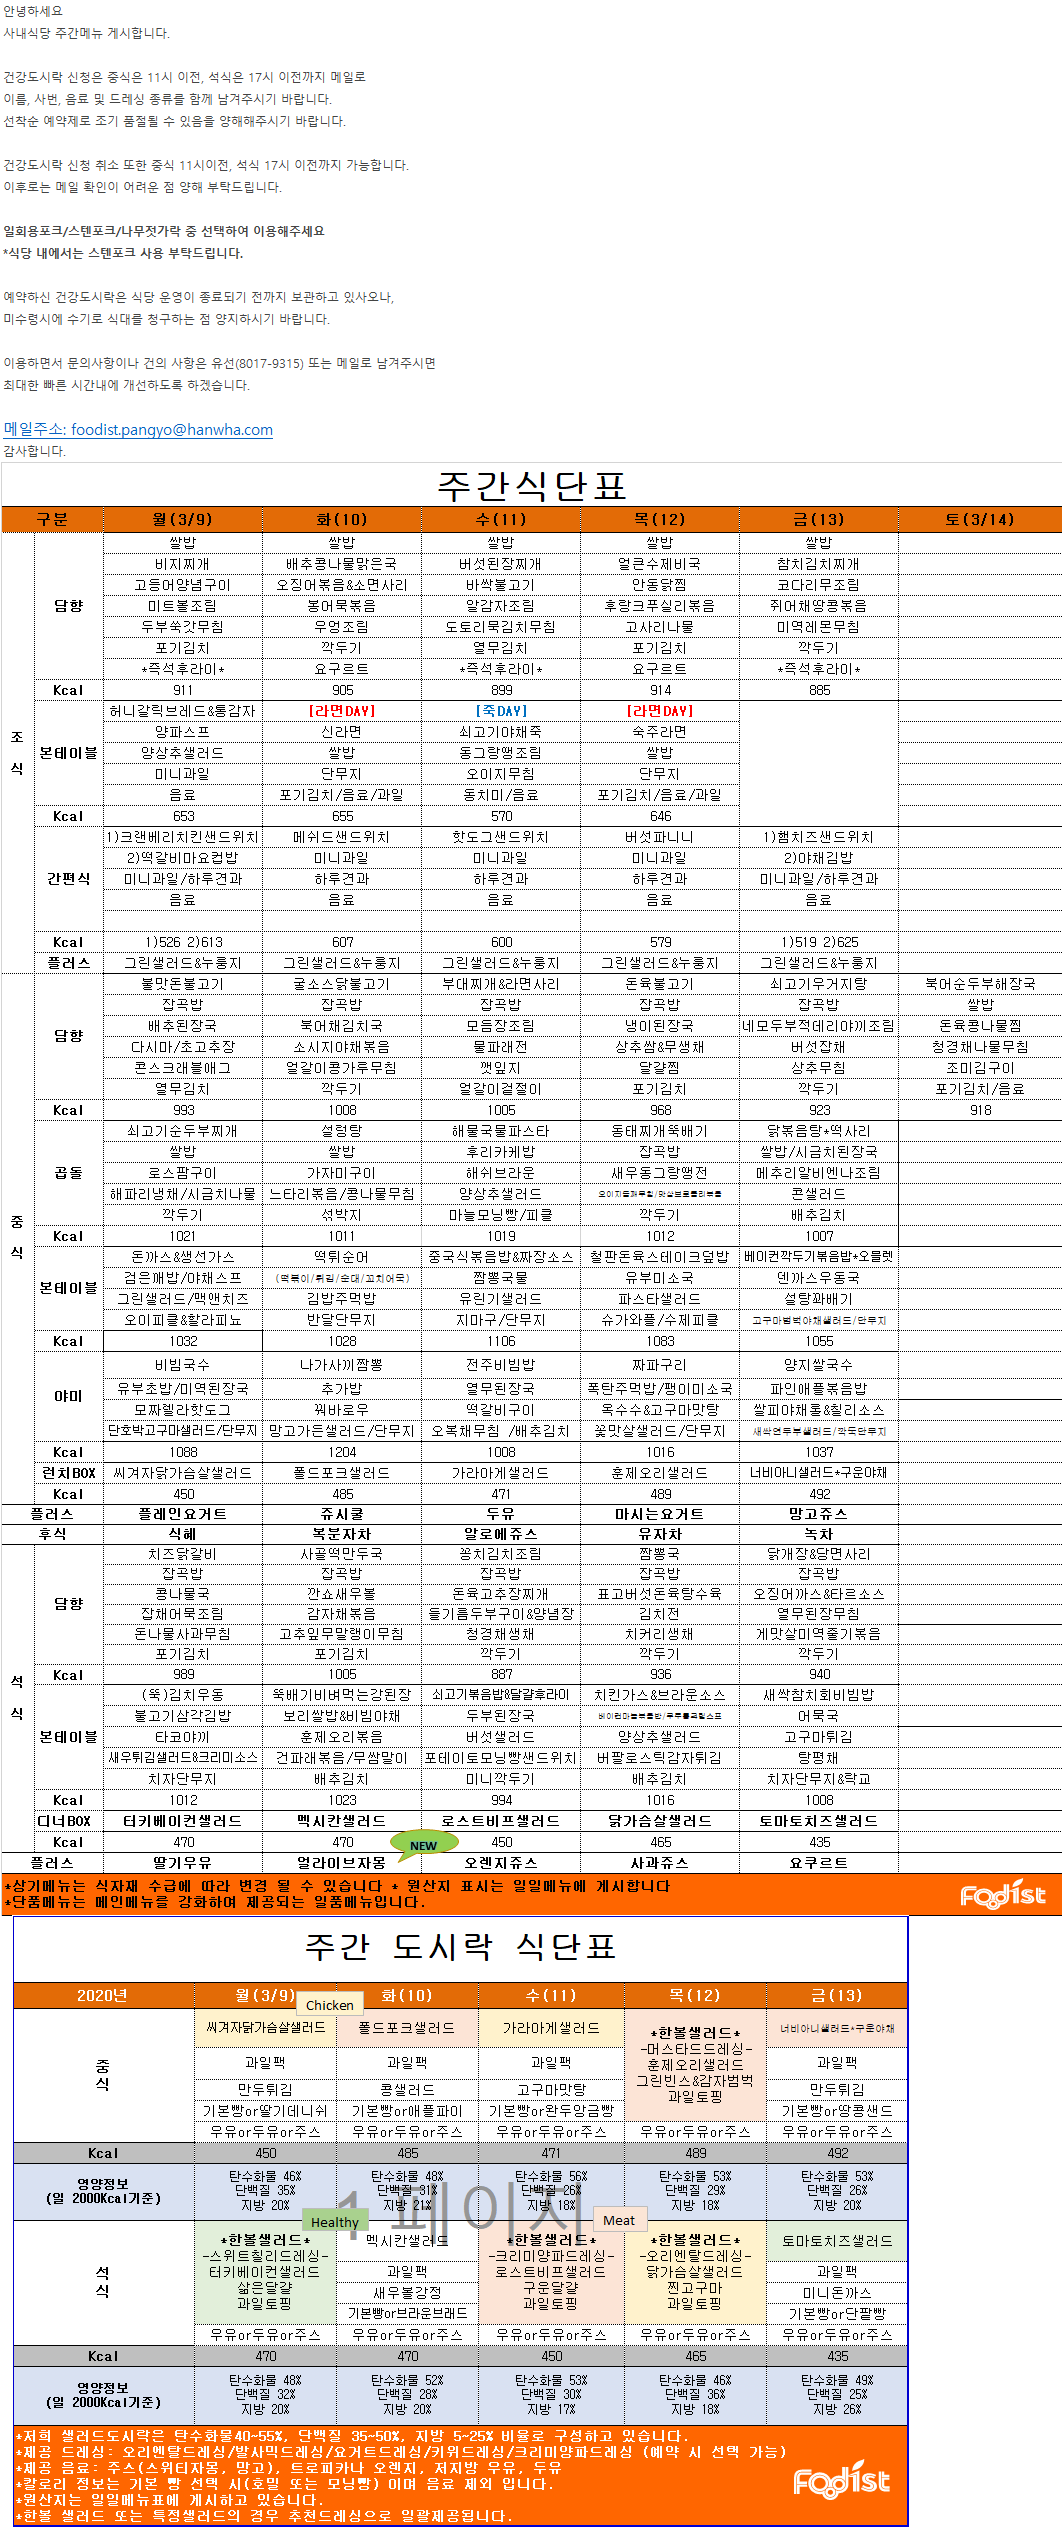 안녕하세요
사내식당 주간메뉴 게시합니다.
건강도시락 신청은 중식은 11시 이전, 석식은 17시 이전까지 메일로
이름, 사번, 음료 및 드레싱 종류를 함께 남겨주시기 바랍니다.
선착순 예약제로 조기 품절될 수 있음을 양해해주시기 바랍니다.
건강도시락 신청 취소 또한 중식 11시이전, 석식 17시 이전까지 가능합니다.
이후로는 메일 확인이 어려운 점 양해 부탁드립니다.
일회용포크/스텐포크/나무젓가락 중 선택하여 이용해주세요
*식당 내에서는 스텐포크 사용 부탁드립니다.
예약하신 건강도시락은 식당 운영이 종료되기 전까지 보관하고 있사오나,
미수령시에 수기로 식대를 청구하는 점 양지하시기 바랍니다.
이용하면서 문의사항이나 건의 사항은 유선(8017-9315) 또는 메일로 남겨주시면
최대한 빠른 시간내에 개선하도록 하겠습니다.
메일주소: foodist.pangyo@hanwha.com
감사합니다.
주간식단표
구분 월(3/9) 화(10) 수(11) 목(12) 금(13) 토(3/14)
조식
담향 쌀밥 쌀밥 쌀밥 쌀밥 쌀밥
비지찌개 배추콩나물맑은국 버섯된장찌개 얼큰수제비국 참치김치찌개
고등어양념구이 오징어볶음&소면사리 바싹불고기 안동닭찜 코다리무조림
미트볼조림 봉어묵볶음 알감자조림 후랑크푸실리볶음 쥐어채땅콩볶음
두부쑥갓무침 우엉조림 도토리묵김치무침 고사리나물 미역레몬무침
포기김치 깍두기 열무김치 포기김치 깍두기
*즉석후라이* 요구르트 *즉석후라이* 요구르트 *즉석후라이*
Kcal 911 905 899 914 885
본테이블 허니갈릭브레드&통감자 [라면DAY] [죽DAY] [라면DAY]
양파스프 신라면 쇠고기야채죽 숙주라면
양상추샐러드 쌀밥 동그랑땡조림 쌀밥
미니과일 단무지 오이지무침 단무지
음료 포기김치/음료/과일 동치미/음료 포기김치/음료/과일
Kcal 653 655 570 646
간편식 1)크랜베리치킨샌드위치 메쉬드샌드위치 핫도그샌드위치 버섯파니니 1)햄치즈샌드위치
2)떡갈비마요컵밥 미니과일 미니과일 미니과일 2)야채김밥
미니과일/하루견과 하루견과 하루견과 하루견과 미니과일/하루견과
음료 음료 음료 음료 음료
Kcal 1)526 2)613 607 600 579 1)519 2)625
플러스 그린샐러드&누룽지 그린샐러드&누룽지 그린샐러드&누룽지 그린샐러드&누룽지 그린샐러드&누룽지
중식
담향 불맛돈불고기 굴소스닭불고기 부대찌개&라면사리 돈육불고기 쇠고기우거지탕 북어순두부해장국
잡곡밥 잡곡밥 잡곡밥 잡곡밥 잡곡밥 쌀밥
배추된장국 북어채김치국 모듬장조림 냉이된장국 네모두부적데리야끼조림 돈육콩나물찜
다시마/초고추장 소시지야채볶음 물파래전 상추쌈&무생채 버섯잡채 청경채나물무침
콘스크래블애그 얼갈이콩가루무침 깻잎지 달걀찜 상추무침 조미김구이
열무김치 깍두기 얼갈이겉절이 포기김치 깍두기 포기김치/음료
Kcal 993 1008 1005 968 923 918
곱돌 쇠고기순두부찌개 설렁탕 해물국물파스타 동태찌개뚝배기 닭볶음탕*떡사리
쌀밥 쌀밥 후리카케밥 잡곡밥 쌀밥/시금치된장국
로스팜구이 가자미구이 해쉬브라운 새우동그랑땡전 메추리알비엔나조림
해파리냉채/시금치나물 느타리볶음/콩나물무침 양상추샐러드 콘샐러드
깍두기 섞박지 마늘모닝빵/피클 깍두기 배추김치
Kcal 1021 1011 1019 1012 1007
본테이블 돈까스&생선가스 떡튀순어 중국식볶음밥&짜장소스 철판돈육스테이크덮밥 베이컨깍두기볶음밥*오믈렛
검은깨밥/야채스프 (떡볶이/튀김/순대/꼬치어묵) 짬뽕국물 유부미소국 덴까스우동국
그린샐러드/맥앤치즈 김밥주먹밥 유린기샐러드 파스타샐러드 설탕꽈배기
오이피클&할라피뇨 반달단무지 지마구/단무지 슈가와플/수제피클 고구마범벅야채샐러드/단무지
Kcal 1032 1028 1106 1083 1055
야미 비빔국수 나가사끼짬뽕 전주비빔밥 짜파구리 양지쌀국수
유부초밥/미역된장국 추가밥 열무된장국 폭탄주먹밥/팽이미소국 파인애플볶음밥
모짜렐라핫도그 꿔바로우 떡갈비구이 옥수수&고구마맛탕 쌀피야채롤&칠리소스
단호박고구마샐러드/단무지 망고가든샐러드/단무지 오복채무침 /배추김치 꽃맛살샐러드/단무지 새싹연두부샐러드/깍둑단무지
Kcal 1088 1204 1008 1016 1037
런치BOX 씨겨자닭가슴살샐러드 폴드포크샐러드 가라아게샐러드 훈제오리샐러드 너비아니샐러드*구운야채
Kcal 450 485 471 489 492
플러스 플레인요거트 쥬시쿨 두유 마시는요거트 망고쥬스
후식 식혜 복분자차 알로에쥬스 유자차 녹차
석식
담향 치즈닭갈비 사골떡만두국 꽁치김치조림 짬뽕국 닭개장&당면사리
잡곡밥 잡곡밥 잡곡밥 잡곡밥 잡곡밥
콩나물국 깐쇼새우볼 돈육고추장찌개 표고버섯돈육탕수육 오징어까스&타르소스
잡채어묵조림 감자채볶음 들기름두부구이&양념장 김치전 열무된장무침
돈나물사과무침 고추잎무말랭이무침 청경채생채 치커리생채 게맛살미역줄기볶음
포기김치 포기김치 깍두기 깍두기 깍두기
Kcal 989 1005 887 936 940
본테이블 (뚝)김치우동 뚝배기비벼먹는강된장 쇠고기볶음밥&달걀후라이 치킨가스&브라운소스 새싹참치회비빔밥
불고기삼각김밥 보리쌀밥&비빔야채 두부된장국 어묵국
타코야끼 훈제오리볶음 버섯샐러드 양상추샐러드 고구마튀김
새우튀김샐러드&크리미소스 건파래볶음/무쌈말이 포테이토모닝빵샌드위치 버팔로스틱감자튀김 탕평채
치자단무지 배추김치 미니깍두기 배추김치 치자단무지&락교
Kcal 1012 1023 994 1016 1008
디너BOX 터키베이컨샐러드 멕시칸샐러드 로스트비프샐러드 닭가슴살샐러드 토마토치즈샐러드
Kcal 470 470 450 465 435
NEW
플러스 딸기우유 얼라이브자몽 오렌지쥬스 사과쥬스 요쿠르트
*상기메뉴는 식자재 수급에 따라 변경 될 수 있습니다 * 원산지 표시는 일일메뉴에 게시합니다
*단품메뉴는 메인메뉴를 강화하여 제공되는 일품메뉴입니다.
Foodist
주간 도시락 식단표
2020년 월(3/9) 화(10) 수(11) 목(12) 금(13)
Chicken
중식
씨겨자닭가슴살샐러드 폴드포크샐러드 가라아게샐러드 *한볼샐러드* 너비아니샐러드*구운야채
-머스타드드레싱-
과일팩 과일팩 과일팩 훈제오리샐러드 과일팩
그린빈스&감자범벅
만두튀김 콩샐러드 고구마맛탕 과일토핑 만두튀김
기본빵or딸기데니쉬 기본빵or애플파이 기본빵or완두앙금빵 기본빵or땅콩샌드
우유or두유or주스 우유or두유or주스 우유or두유or주스 우유or두유or주스 우유or두유or주스
Kcal 450 485 471 489 492
영양정보
(일 2000Kcal기준)
탄수화물 46% 탄수화물 48% 탄수화물 56% 탄수화물 53% 탄수화물 53%
단백질 35% 단백질 31% 단백질 26% 단백질 29% 단백질 26%
지방 20% 지방 21% 지방 18% 지방 18% 지방 20%
1 페이지
Healthy
Meat
석식
*한볼샐러드* 멕시칸샐러드 *한볼샐러드* *한볼샐러드* 토마토치즈샐러드
-스위트칠리드레싱- -크리미양파드레싱- -오리엔탈드레싱-
터키베이컨샐러드 과일팩 로스트비프샐러드 닭가슴살샐러드 과일팩
삶은달걀 새우볼강정 구운달걀 찐고구마 미니돈까스
과일토핑 기본빵or브라운브래드 과일토핑 과일토핑 기본빵or단팥빵
우유or두유or주스 우유or두유or주스 우유or두유or주스 우유or두유or주스 우유or두유or주스
Kcal 470 470 450 465 435
영양정보
(일 2000Kcal기준)
탄수화물 48% 탄수화물 52% 탄수화물 53% 탄수화물 46% 탄수화물 49%
단백질 32% 단백질 28% 단백질 30% 단백질 36% 단백질 25%
지방 20% 지방 20% 지방 17% 지방 18% 지방 26%
*저희 샐러드도시락은 탄수화물40~55%, 단백질 35~50%, 지방 5~25% 비율로 구성하고 있습니다.
*제공 드레싱: 오리엔탈드레싱/발사믹드레싱/요거트드레싱/키위드레싱/크리미양파드레싱 (예약 시 선택 가능)
*제공 음료: 주스(스위티자몽, 망고), 트로피카나 오렌지, 저지방 우유, 두유
*칼로리 정보는 기본 빵 선택 시(호밀 또는 모닝빵) 이며 음료 제외 입니다.
*원산지는 일일메뉴표에 게시하고 있습니다.
*한볼 샐러드 또는 특정샐러드의 경우 추천드레싱으로 일괄제공됩니다.
Foodist